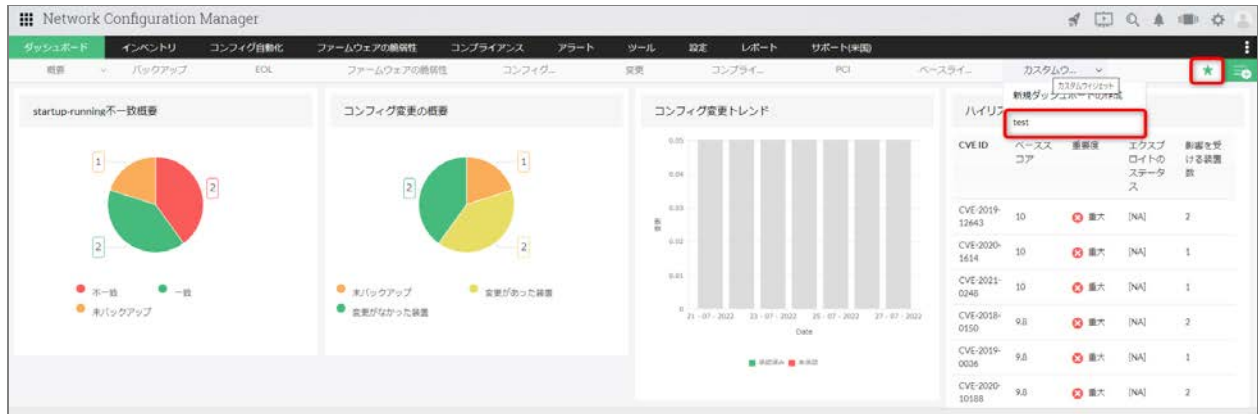 Network Configuration Manager
ダッシュボード インベントリ コンフィグ自動化 ファームウェアの脆弱性 コンプライアンス アラート ツール 設定 レポート サポート(米国)
概要 バックアップ EOL ファームウェアの脆弱性 コンフィグ... 変更 コンプライ... PCI ベースライ... カスタムウ...
カスタムウィジェット
新規ダッシュボードの作成
test
startup-running不一致概要
1
2
2
不一致 一致
未バックアップ
コンフィグ変更の概要
1
2
2
未バックアップ 変更があった装置
変更がなかった装置
コンフィグ変更トレンド
0.05
0.04
0.03
0.02
0.01
0
21 - 07 - 2022 23 - 07 - 2022 25 - 07 - 2022 27 - 07 - 2022
Date
承認済み 未承認
ハイリス
CVE ID ベースス 重要度 エクスプ 影響を受
コア ロイトの ける装置
ステータ 数
ス
CVE-2019-
12643 10 重大 [NA] 2
CVE-2020-
1614 10 重大 [NA] 1
CVE-2021-
0248 10 重大 [NA] 1
CVE-2018-
0150 9.8 重大 [NA] 2
CVE-2019-
0036 9.8 重大 [NA] 1
CVE-2020-
10188 9.8 重大 [NA] 2